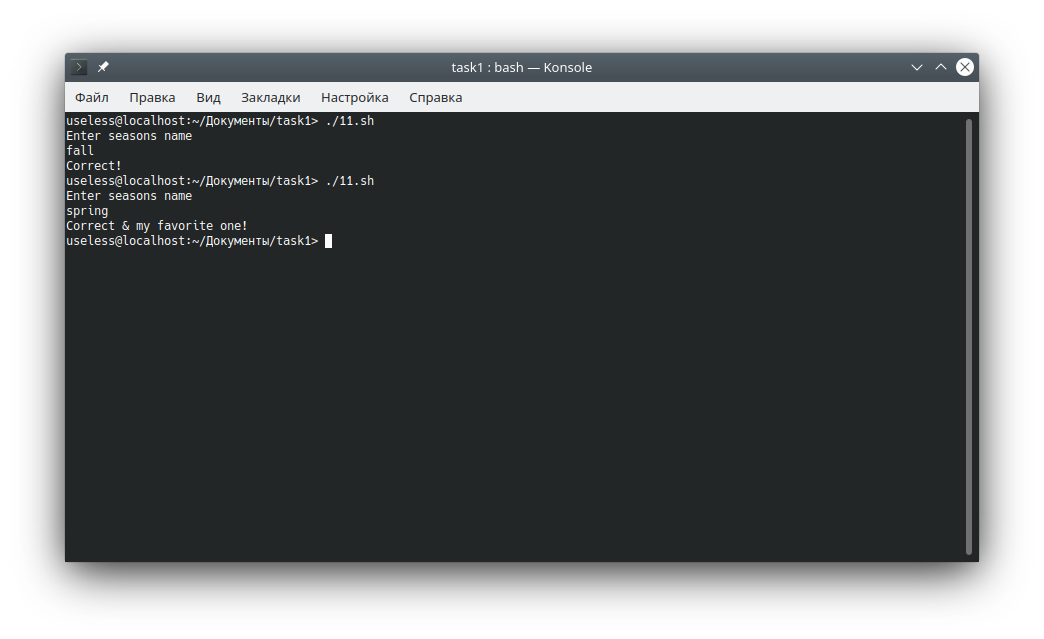 task1 : bash — Konsole
Файл Правка Вид Закладки Настройка Справка
useless@localhost:~/Документы/task1> ./11.sh
Enter seasons name
fall
Correct!
useless@localhost:~/Документы/task1> ./11.sh
Enter seasons name
spring
Correct & my favorite one!
useless@localhost:~/Документы/task1>